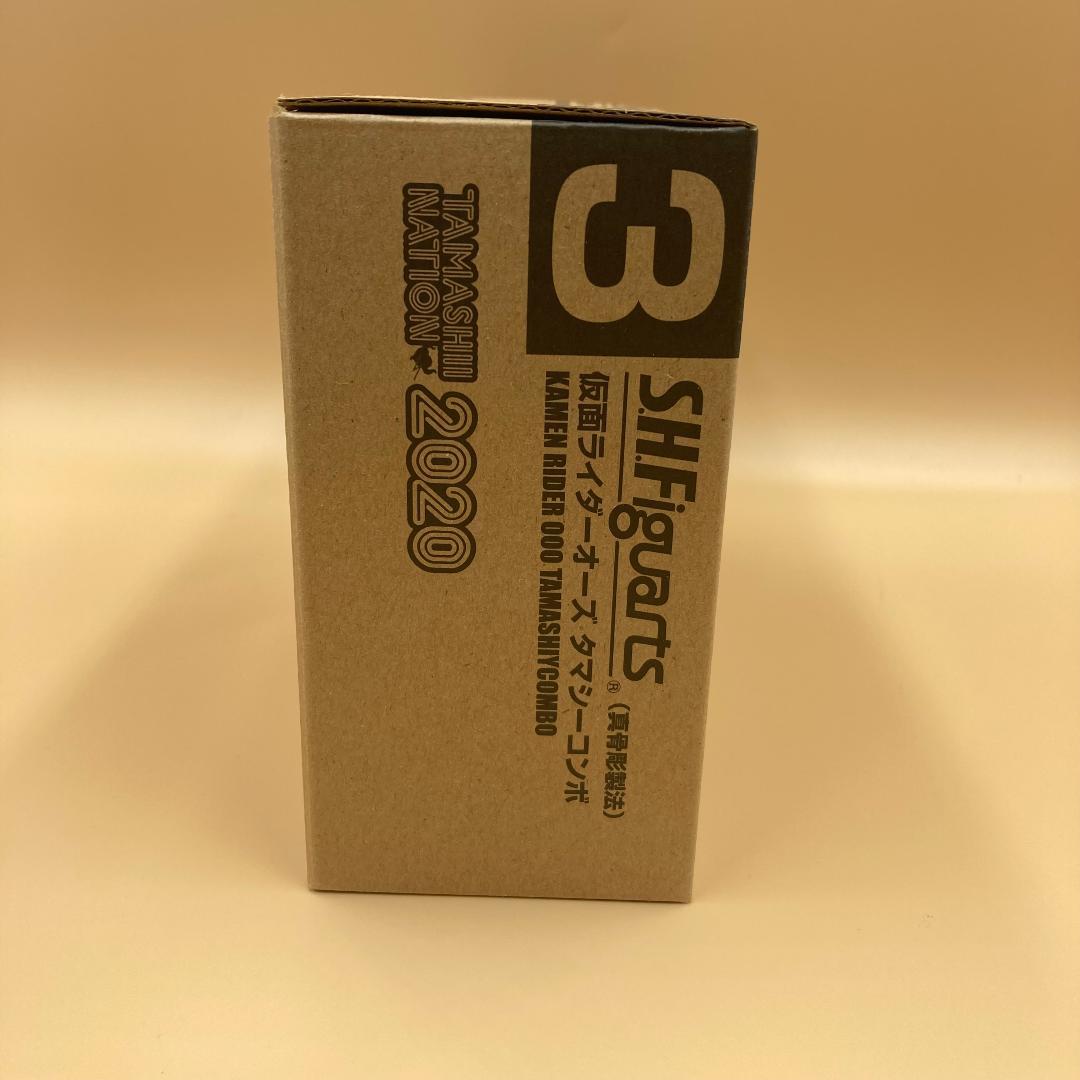 3
S.H.Figuarts®
(真骨彫製法)
仮面ライダーオーズ タマシーコンボ
KAMEN RIDER OOO TAMASHIYCOMBO
TAMASHII
NATION 2020